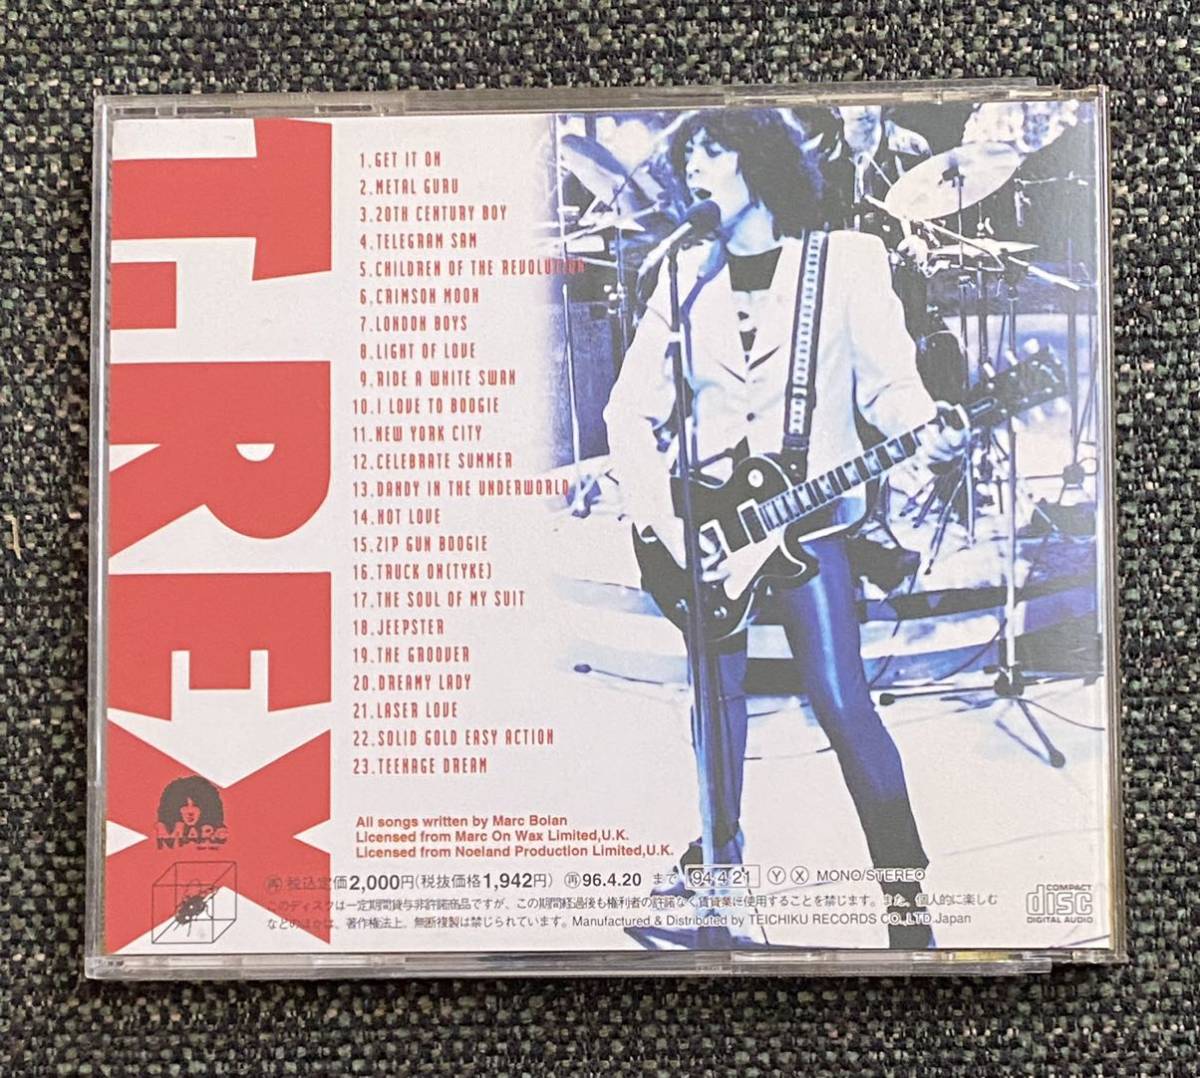 T.REX
1.GET IT ON
2.METAL GURU
3.20TH CENTURY BOY
4.TELEGRAM SAM
5.CHILDREN OF THE REVOLUTION
6.CRIMSON MOON
7.LONDON BOYS
8.LIGHT OF LOVE
9.RIDE A WHITE SWAN
10.I LOVE TO BOOGIE
11.NEW YORK CITY
12.CELEBRATE SUMMER
13.DANDY IN THE UNDERWORLD
14.HOT LOVE
15.ZIP GUN BOOGIE
16.TRUCK ON(TYKE)
17.THE SOUL OF MY SUIT
18.JEEPSTER
19.THE GROOVER
20.DREAMY LADY
21.LASER LOVE
22.SOLID GOLD EASY ACTION
23.TEENAGE DREAM
MARC
All songs written by Marc Bolan
Licensed from Marc On Wax Limited,U.K.
Licensed from Noeland Production Limited,U.K.
㊢税込定価2,000円(税抜価格1,942円) ㊢96.4.20 まで 94・4・21 Ⓨ Ⓧ MONO/STEREO
このディスクは一定期間貸与非許諾商品ですが、この期間経過後も権利者の許諾なく賃貸業に使用することを禁じます。また、個人的に楽しむ
などのほかは、著作権法上、無断複製は禁じられています。Manufactured & Distributed by TEICHIKU RECORDS CO.,LTD.Japan
COMPACT
disc
DIGITAL AUDIO